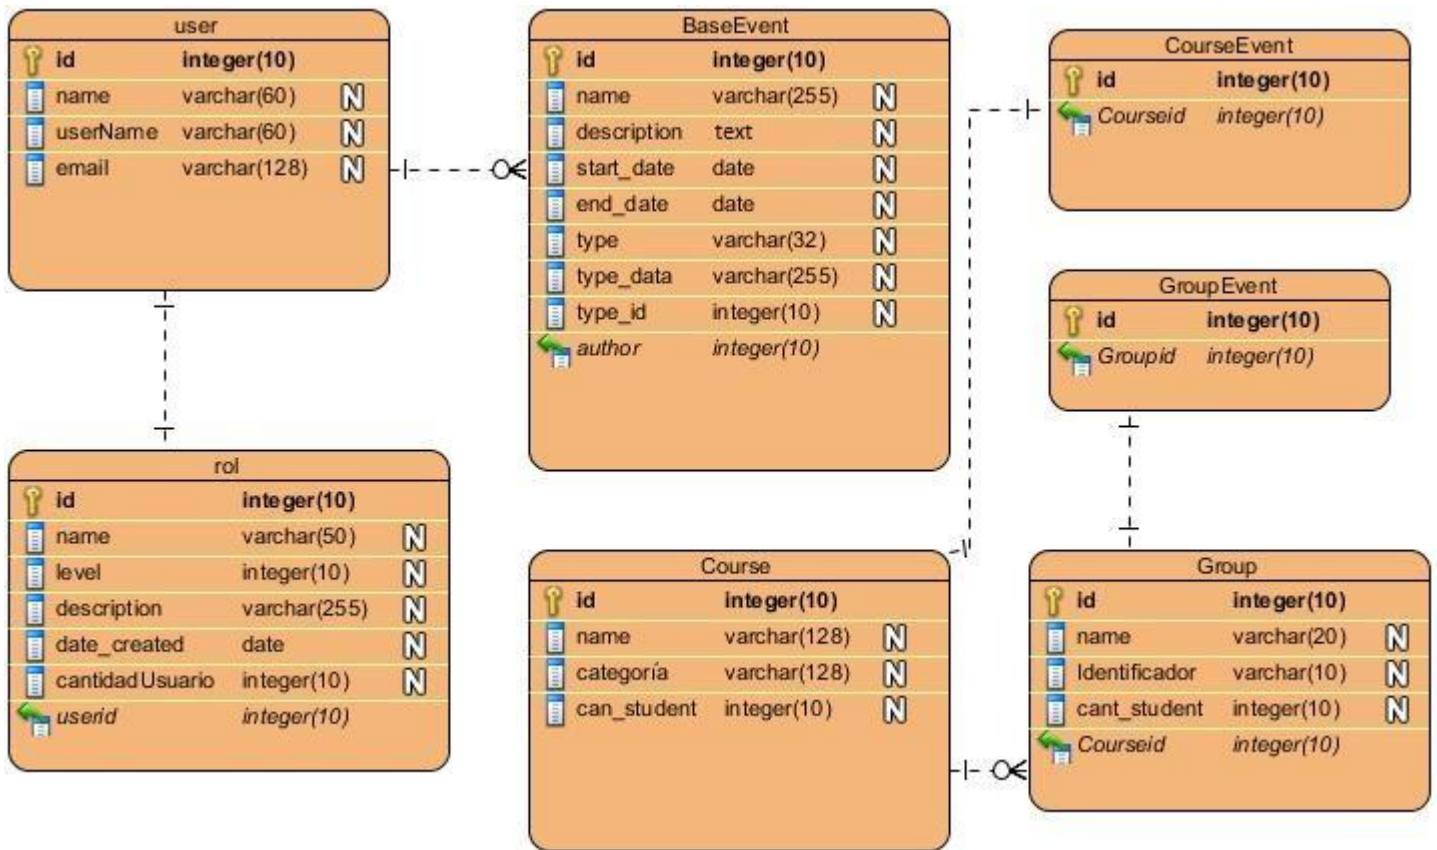 user
id integer(10)
name varchar(60) N
userName varchar(60) N
email varchar(128) N
BaseEvent
id integer(10)
name varchar(255) N
description text N
start_date date N
end_date date N
type varchar(32) N
type_data varchar(255) N
type_id integer(10) N
author integer(10)
CourseEvent
id integer(10)
Courseid integer(10)
GroupEvent
id integer(10)
Groupid integer(10)
rol
id integer(10)
name varchar(50) N
level integer(10) N
description varchar(255) N
date_created date N
cantidadUsuario integer(10) N
userid integer(10)
Course
id integer(10)
name varchar(128) N
categoría varchar(128) N
can_student integer(10) N
Group
id integer(10)
name varchar(20) N
Identificador varchar(10) N
cant_student integer(10) N
Courseid integer(10)